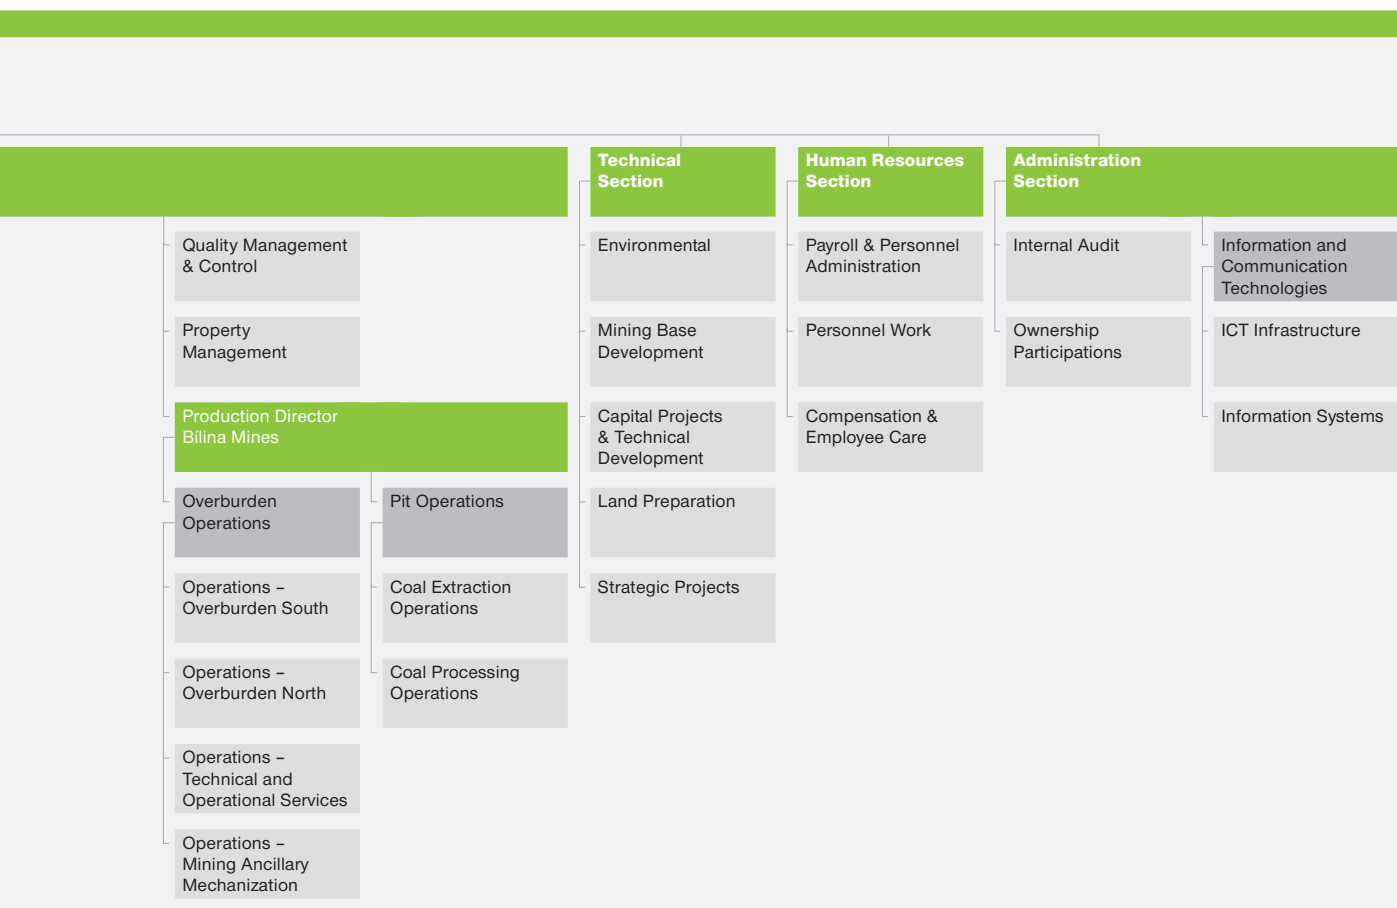 Technical
Section
Human Resources
Section
Administration
Section
Quality Management
& Control
Property
Management
Production Director
Bílina Mines
Overburden
Operations
Operations –
Overburden South
Operations –
Overburden North
Operations –
Technical and
Operational Services
Operations –
Mining Ancillary
Mechanization
Pit Operations
Coal Extraction
Operations
Coal Processing
Operations
Environmental
Mining Base
Development
Capital Projects
& Technical
Development
Land Preparation
Strategic Projects
Payroll & Personnel
Administration
Personnel Work
Compensation &
Employee Care
Internal Audit
Ownership
Participations
Information and
Communication
Technologies
ICT Infrastructure
Information Systems